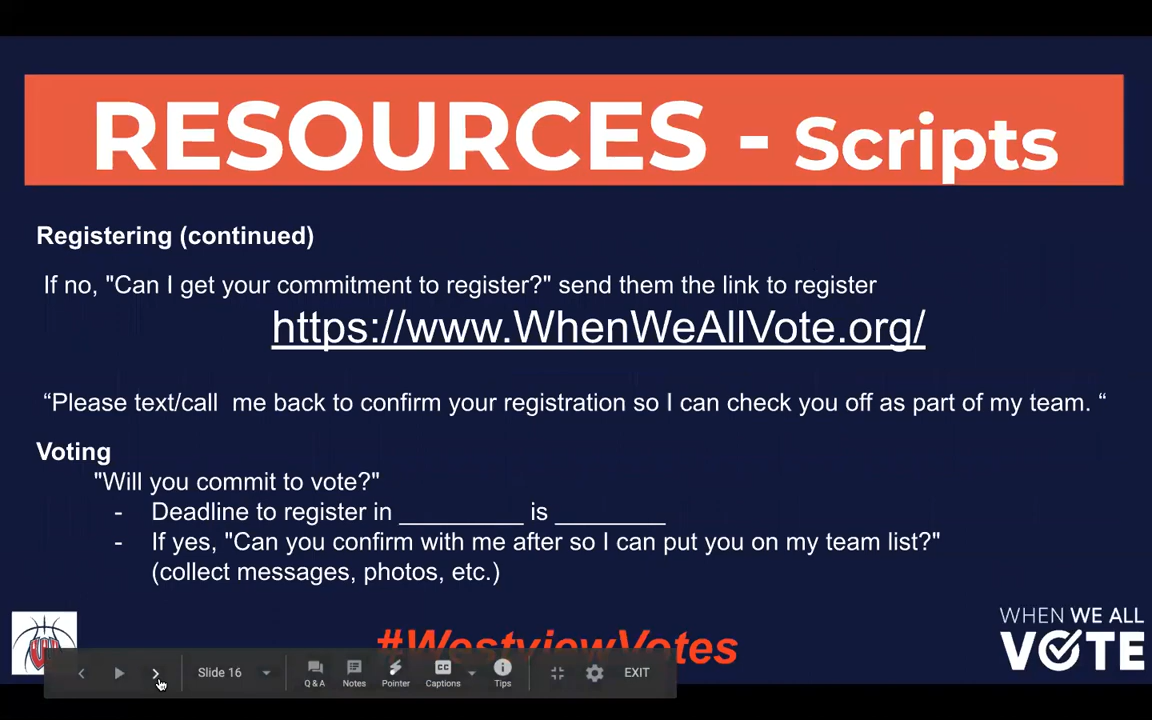 RESOURCES - Scripts
Registering (continued)
If no, "Can I get your commitment to register?" send them the link to register
https://www.WhenWeAllVote.org/
“Please text/call  me back to confirm your registration so I can check you off as part of my team. “
Voting
"Will you commit to vote?"
- Deadline to register in _________ is ________
- If yes, "Can you confirm with me after so I can put you on my team list?"
(collect messages, photos, etc.)
#WestviewVotes
WHEN WE ALL
VOTE
Slide 16
Q & A
Notes
Pointer
CC
Captions
Tips
EXIT